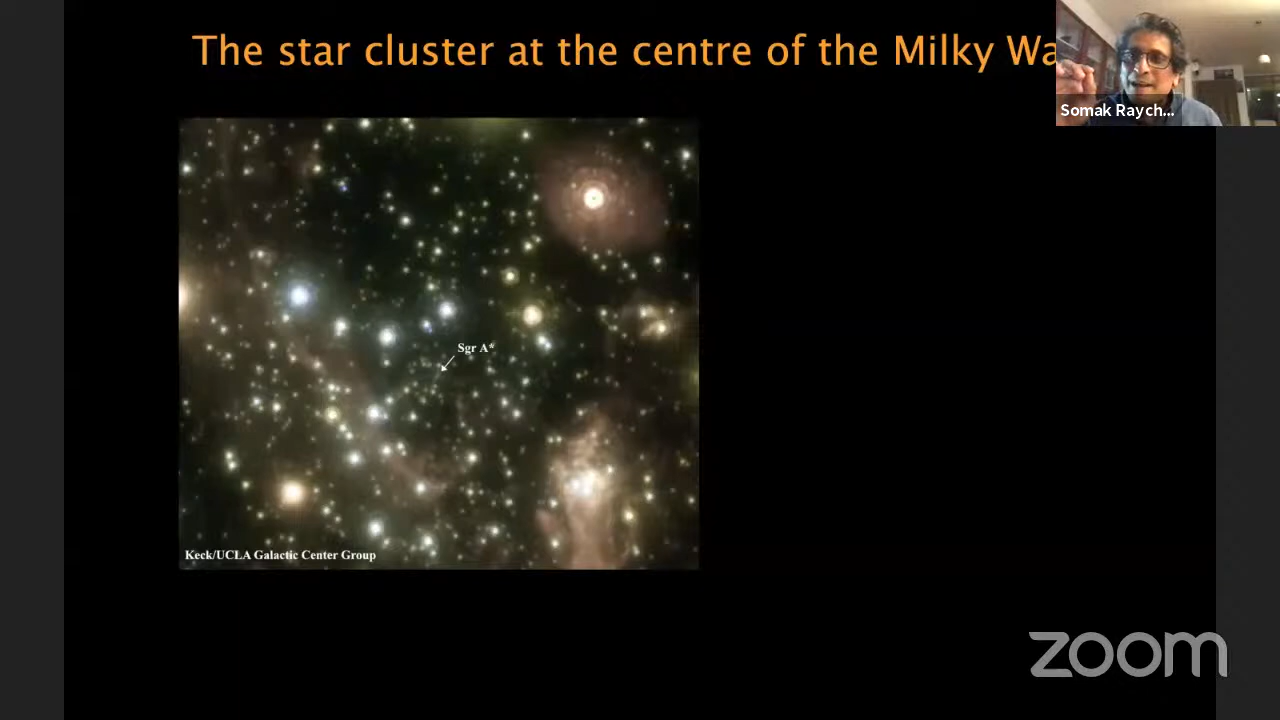 The star cluster at the centre of the Milky Wa
Somak Raych...
Sgr A*
Keck/UCLA Galactic Center Group
zoom